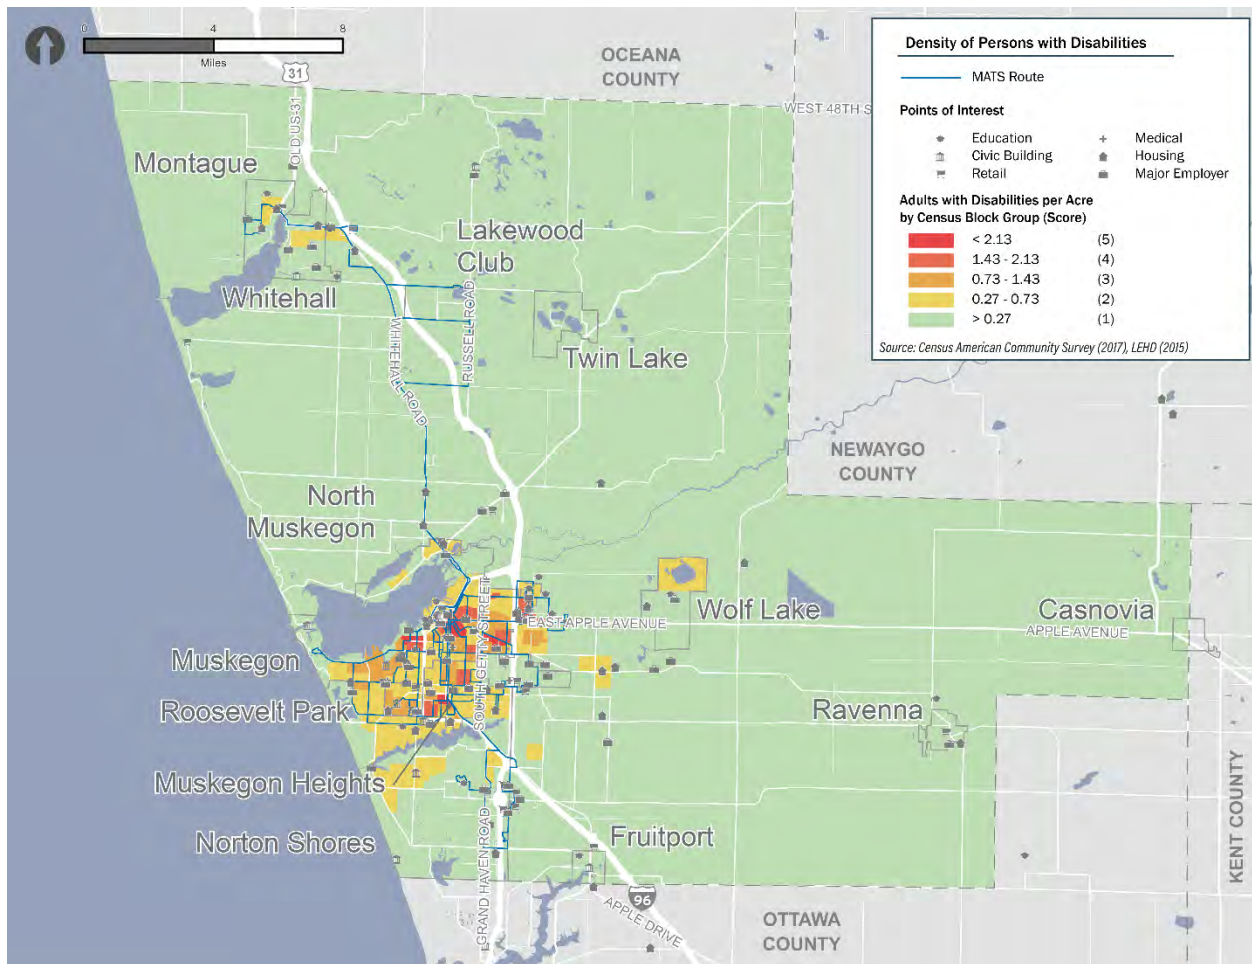 0 4 8
Miles
31
OLD US-31
OCEANA
COUNTY
WEST 48TH S
Density of Persons with Disabilities
MATS Route
Points of Interest
Education
Medical
Civic Building
Housing
Retail
Major Employer
Adults with Disabilities per Acre
by Census Block Group (Score)
< 2.13 (5)
1.43 - 2.13 (4)
0.73 - 1.43 (3)
0.27 - 0.73 (2)
> 0.27 (1)
Source: Census American Community Survey (2017), LEHD (2015)
Montague
Lakewood
Club
Whitehall
WHITEHALL ROAD
RUSSELL ROAD
Twin Lake
NEWAYGO
COUNTY
North
Muskegon
Wolf Lake
Casnovia
EAST APPLE AVENUE
APPLE AVENUE
SOUTH GETTY STREET
Muskegon
Roosevelt Park
Ravenna
Muskegon Heights
Norton Shores
Fruitport
GRAND HAVEN ROAD
96
APPLE DRIVE
OTTAWA
COUNTY
KENT COUNTY